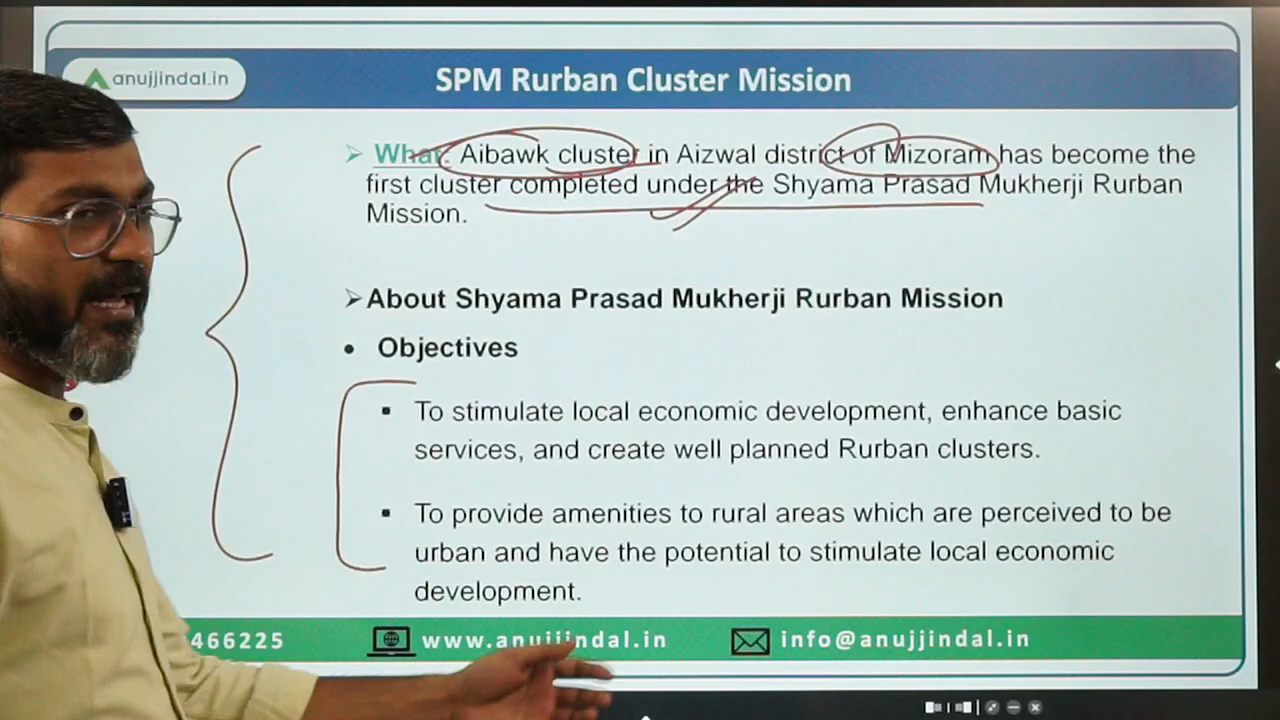 anujjindal.in
SPM Rurban Cluster Mission
What: Aibawk cluster in Aizwal district of Mizoram has become the
first cluster completed under the Shyama Prasad Mukherji Rurban
Mission.
About Shyama Prasad Mukherji Rurban Mission
Objectives
To stimulate local economic development, enhance basic
services, and create well planned Rurban clusters.
To provide amenities to rural areas which are perceived to be
urban and have the potential to stimulate local economic
development.
466225
www.anujjindal.in
info@anujjindal.in